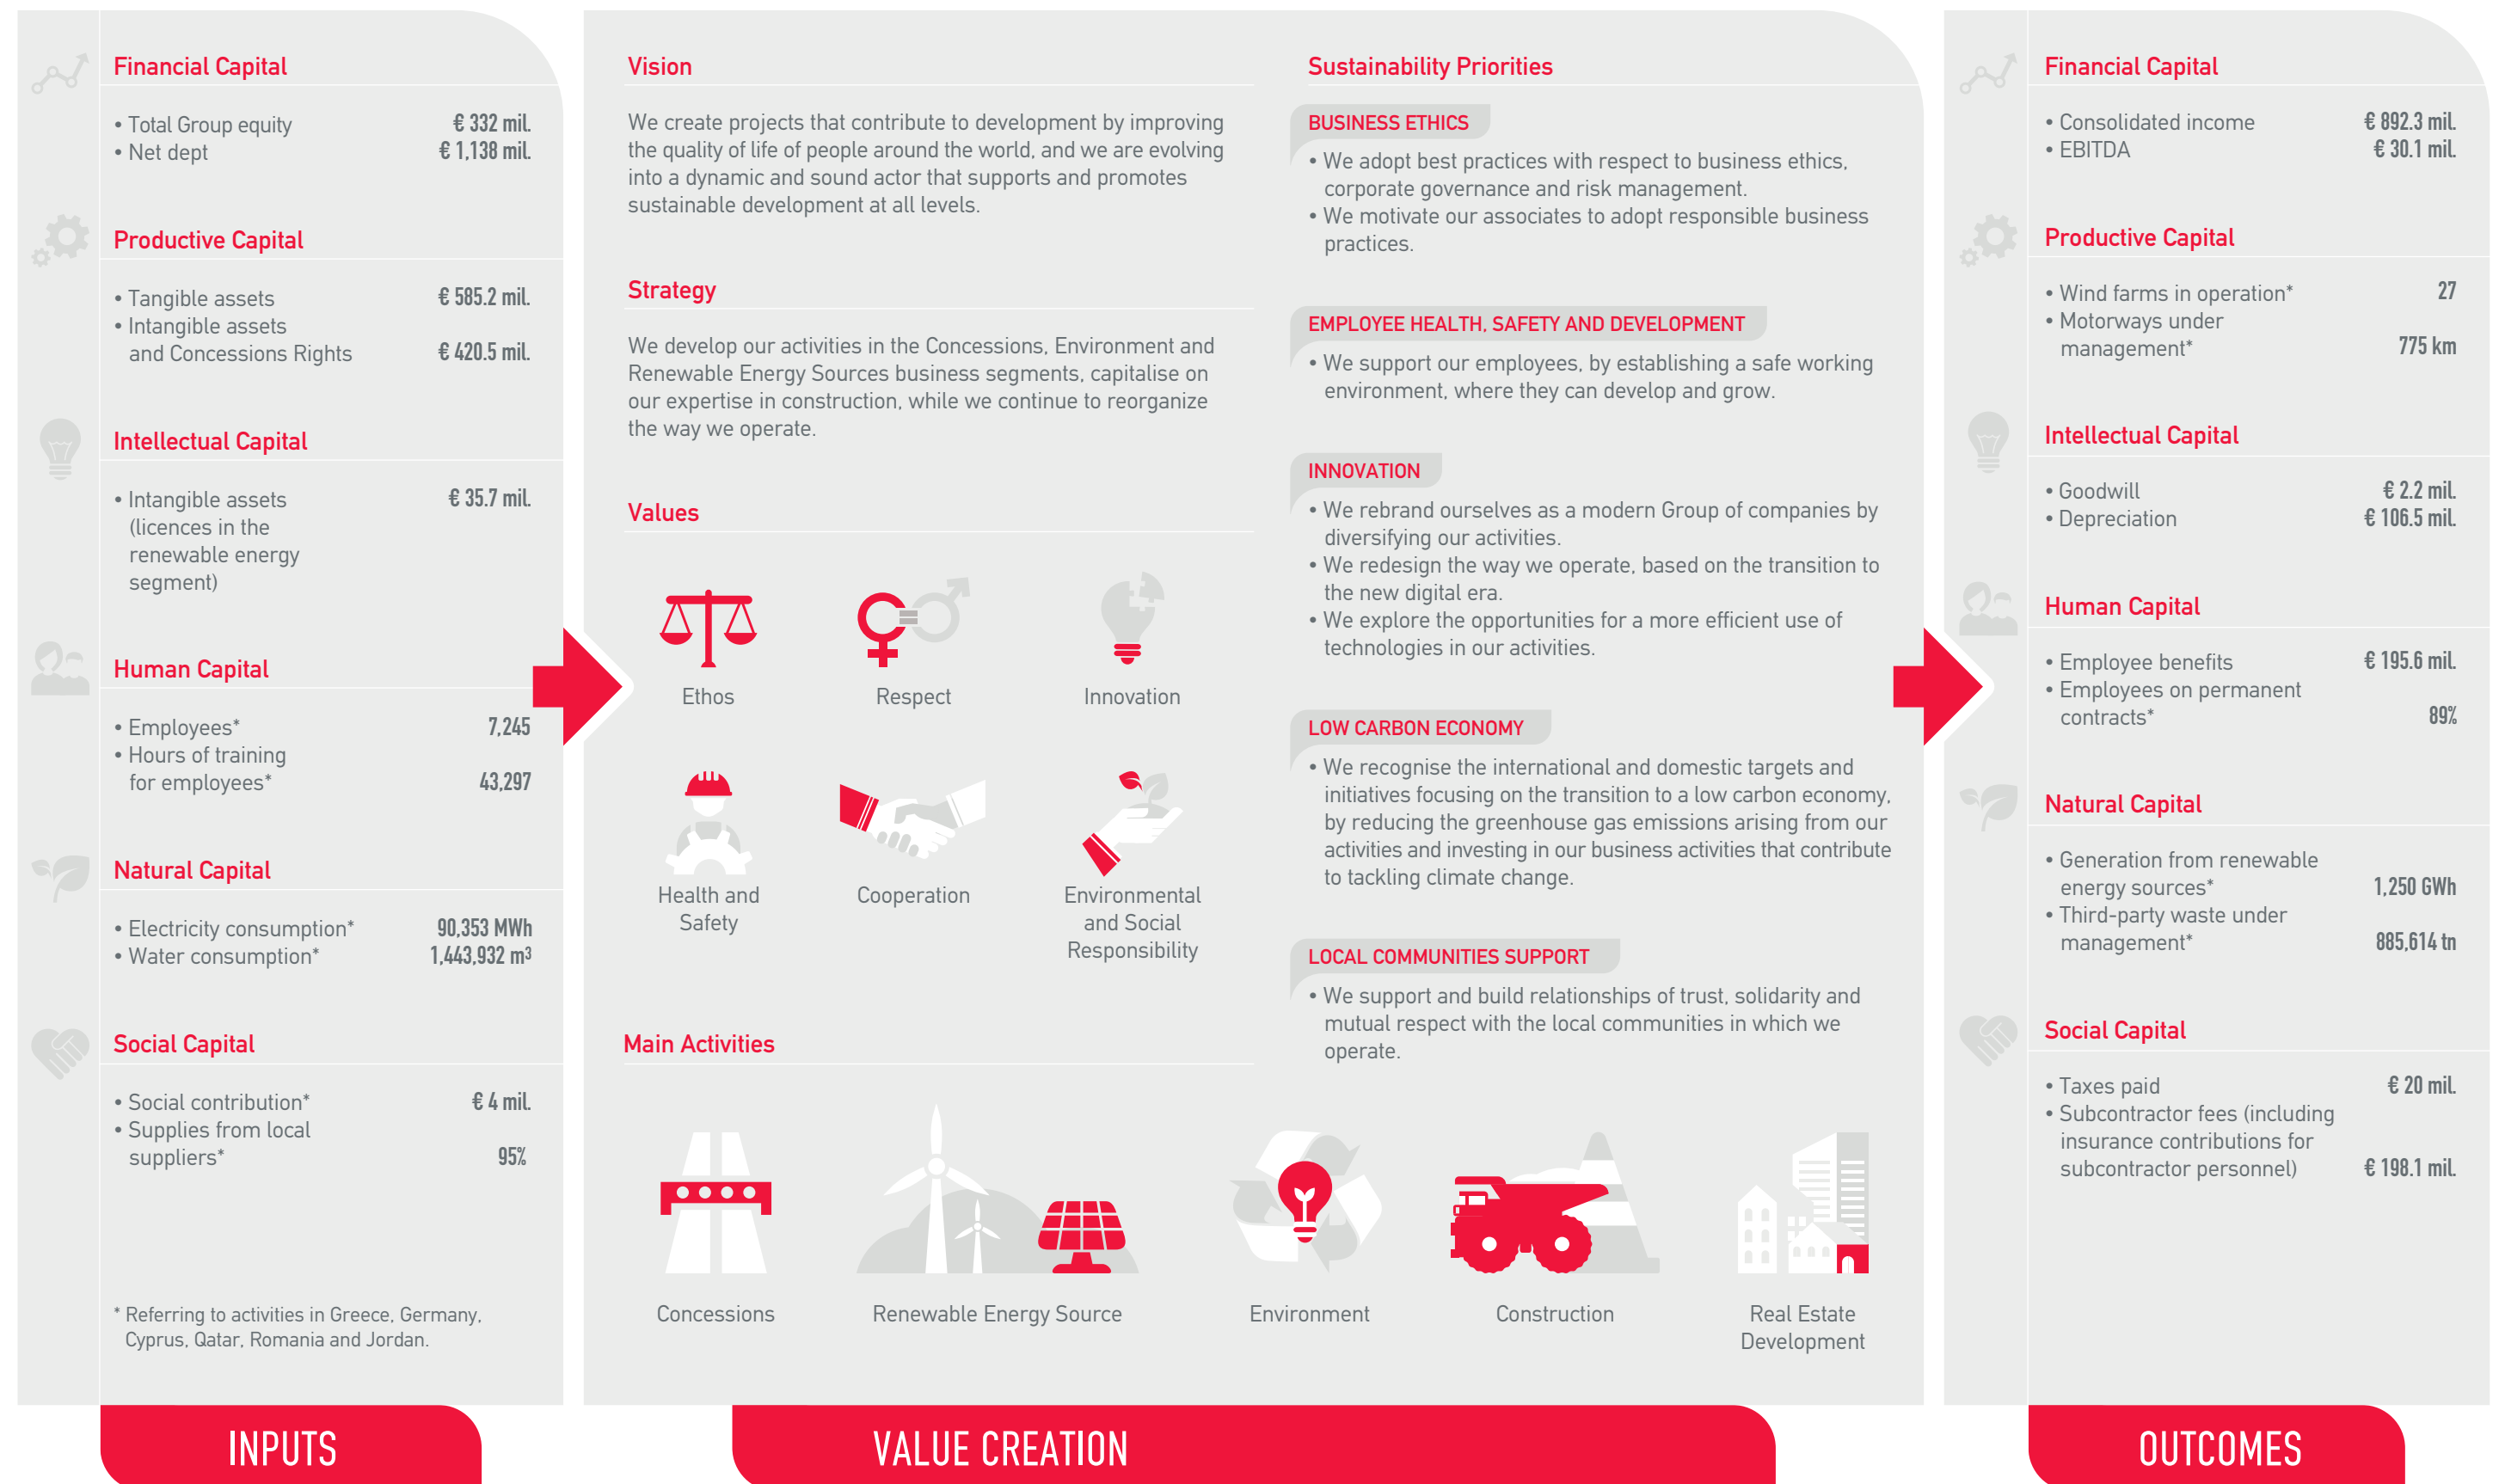 Financial Capital
• Total Group equity € 332 mil.
• Net dept € 1,138 mil.
Productive Capital
• Tangible assets € 585.2 mil.
• Intangible assets
and Concessions Rights € 420.5 mil.
Intellectual Capital
• Intangible assets € 35.7 mil.
(licences in the
renewable energy
segment)
Human Capital
• Employees* 7,245
• Hours of training
for employees* 43,297
Natural Capital
• Electricity consumption* 90,353 MWh
• Water consumption* 1,443,932 m³
Social Capital
• Social contribution* € 4 mil.
• Supplies from local
suppliers* 95%
* Referring to activities in Greece, Germany,
Cyprus, Qatar, Romania and Jordan.
INPUTS
Vision
We create projects that contribute to development by improving
the quality of life of people around the world, and we are evolving
into a dynamic and sound actor that supports and promotes
sustainable development at all levels.
Strategy
We develop our activities in the Concessions, Environment and
Renewable Energy Sources business segments, capitalise on
our expertise in construction, while we continue to reorganize
the way we operate.
Values
Ethos
Respect
Innovation
Health and
Safety
Cooperation
Environmental
and Social
Responsibility
Main Activities
Concessions
Renewable Energy Source
Environment
Construction
Real Estate
Development
Sustainability Priorities
BUSINESS ETHICS
• We adopt best practices with respect to business ethics,
corporate governance and risk management.
• We motivate our associates to adopt responsible business
practices.
EMPLOYEE HEALTH, SAFETY AND DEVELOPMENT
• We support our employees, by establishing a safe working
environment, where they can develop and grow.
INNOVATION
• We rebrand ourselves as a modern Group of companies by
diversifying our activities.
• We redesign the way we operate, based on the transition to
the new digital era.
• We explore the opportunities for a more efficient use of
technologies in our activities.
LOW CARBON ECONOMY
• We recognise the international and domestic targets and
initiatives focusing on the transition to a low carbon economy,
by reducing the greenhouse gas emissions arising from our
activities and investing in our business activities that contribute
to tackling climate change.
LOCAL COMMUNITIES SUPPORT
• We support and build relationships of trust, solidarity and
mutual respect with the local communities in which we
operate.
VALUE CREATION
Financial Capital
• Consolidated income € 892.3 mil.
• EBITDA € 30.1 mil.
Productive Capital
• Wind farms in operation* 27
• Motorways under
management* 775 km
Intellectual Capital
• Goodwill € 2.2 mil.
• Depreciation € 106.5 mil.
Human Capital
• Employee benefits € 195.6 mil.
• Employees on permanent
contracts* 89%
Natural Capital
• Generation from renewable
energy sources* 1,250 GWh
• Third-party waste under
management* 885,614 tn
Social Capital
• Taxes paid € 20 mil.
• Subcontractor fees (including
insurance contributions for
subcontractor personnel) € 198.1 mil.
OUTCOMES